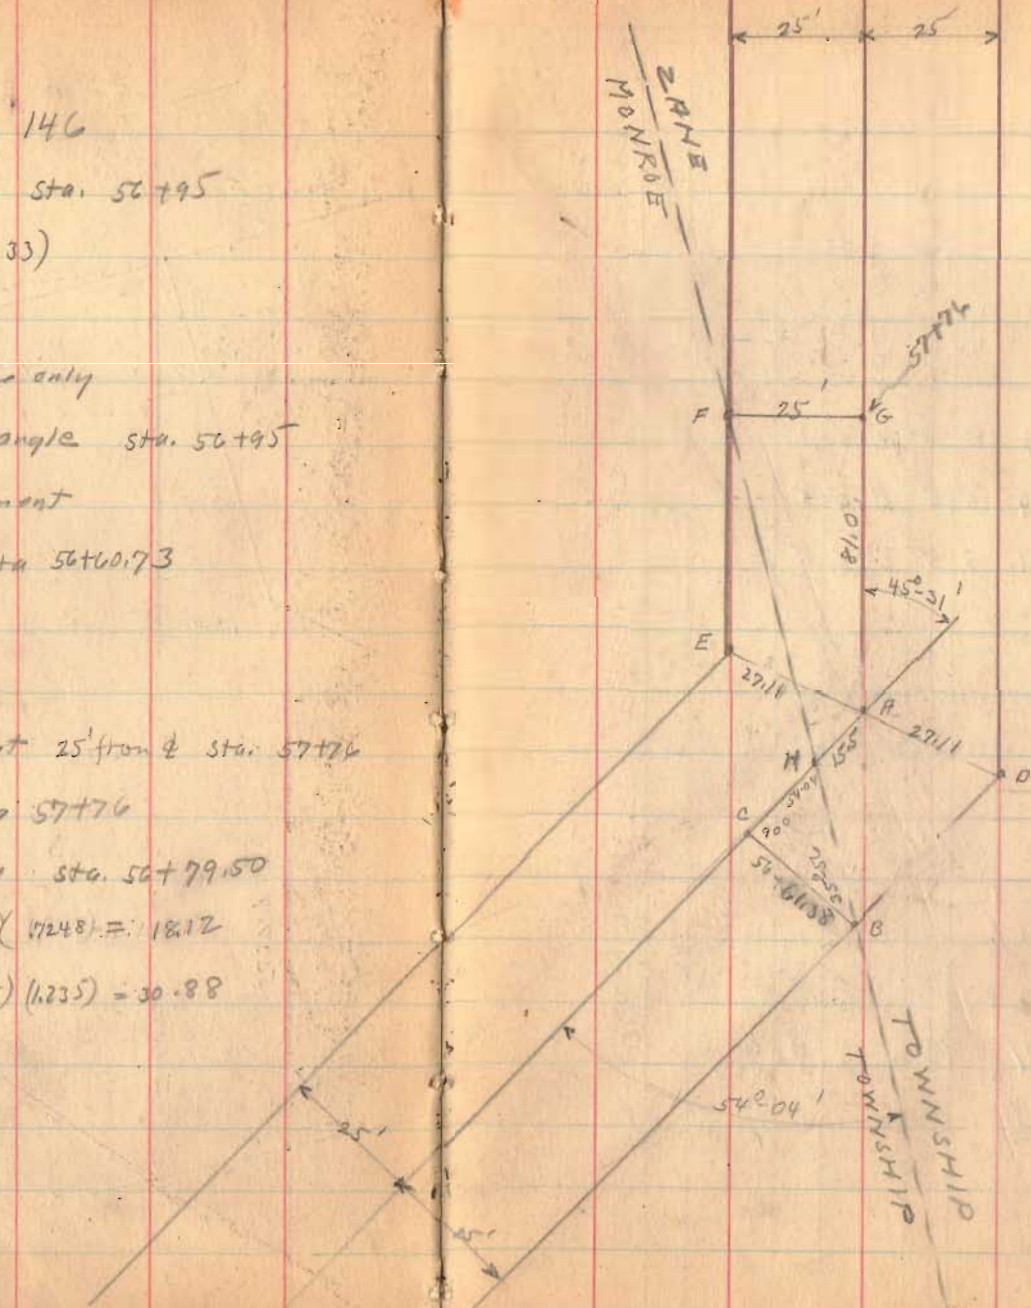 146
sta. 56+95
33)
only
angle sta. 56+95
ment
ta 56+60.73
t 25' from ℄ sta. 57+76
57+76
sta. 56+79.50
)(.7248) = 18.12
) (1.235) = 30.88
25' 25
ZANE
MONROE
57+76
F 25' G
81.0'
45°-31'
E
27.11
A
27.11
H 15.5
D
54-04
C 90°
25
56+61.38
B
54°-04'
TOWNSHIP
TOWNSHIP
25'
25'